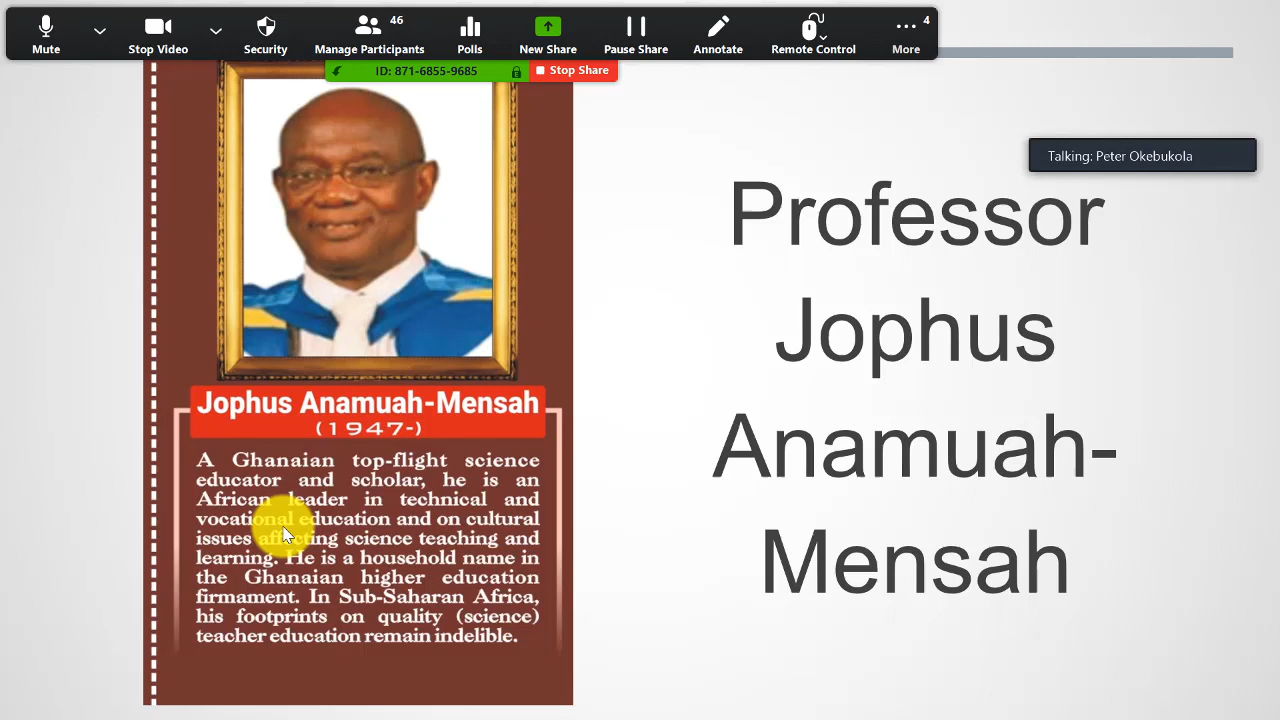 Mute
Stop Video
Security
Manage Participants
46
Polls
New Share
Pause Share
Annotate
Remote Control
More
4
ID: 871-6855-9685
Stop Share
Talking: Peter Okebukola
Jophus Anamuah-Mensah
(1947-)
A Ghanaian top-flight science
educator and scholar, he is an
African leader in technical and
vocational education and on cultural
issues affecting science teaching and
learning. He is a household name in
the Ghanaian higher education
firmament. In Sub-Saharan Africa,
his footprints on quality (science)
teacher education remain indelible.
Professor
Jophus
Anamuah-
Mensah